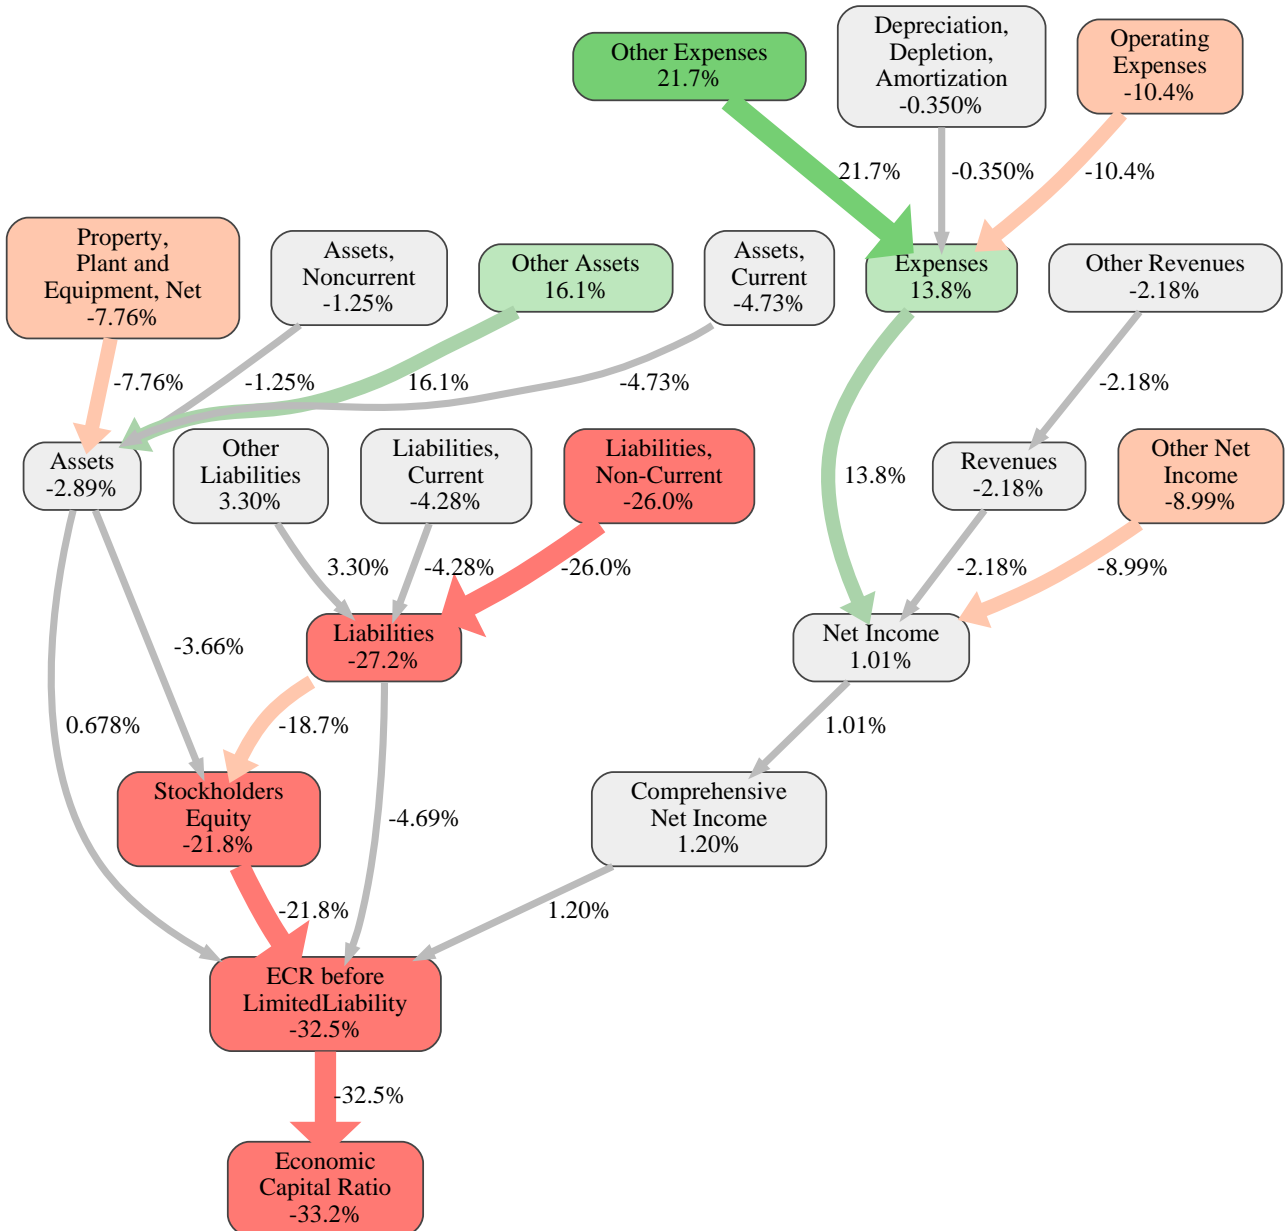 Other Expenses
21.7%
Depreciation,
Depletion,
Amortization
-0.350%
Operating
Expenses
-10.4%
21.7%
-0.350%
-10.4%
Property,
Plant and
Equipment, Net
-7.76%
Assets,
Noncurrent
-1.25%
Other Assets
16.1%
Assets,
Current
-4.73%
Expenses
13.8%
Other Revenues
-2.18%
-7.76%
-1.25%
16.1%
-4.73%
-2.18%
Assets
-2.89%
Other
Liabilities
3.30%
Liabilities,
Current
-4.28%
Liabilities,
Non-Current
-26.0%
13.8%
Revenues
-2.18%
Other Net
Income
-8.99%
3.30%
-4.28%
-26.0%
-2.18%
-8.99%
-3.66%
Liabilities
-27.2%
Net Income
1.01%
0.678%
-18.7%
1.01%
Stockholders
Equity
-21.8%
-4.69%
Comprehensive
Net Income
1.20%
-21.8%
1.20%
ECR before
LimitedLiability
-32.5%
-32.5%
Economic
Capital Ratio
-33.2%